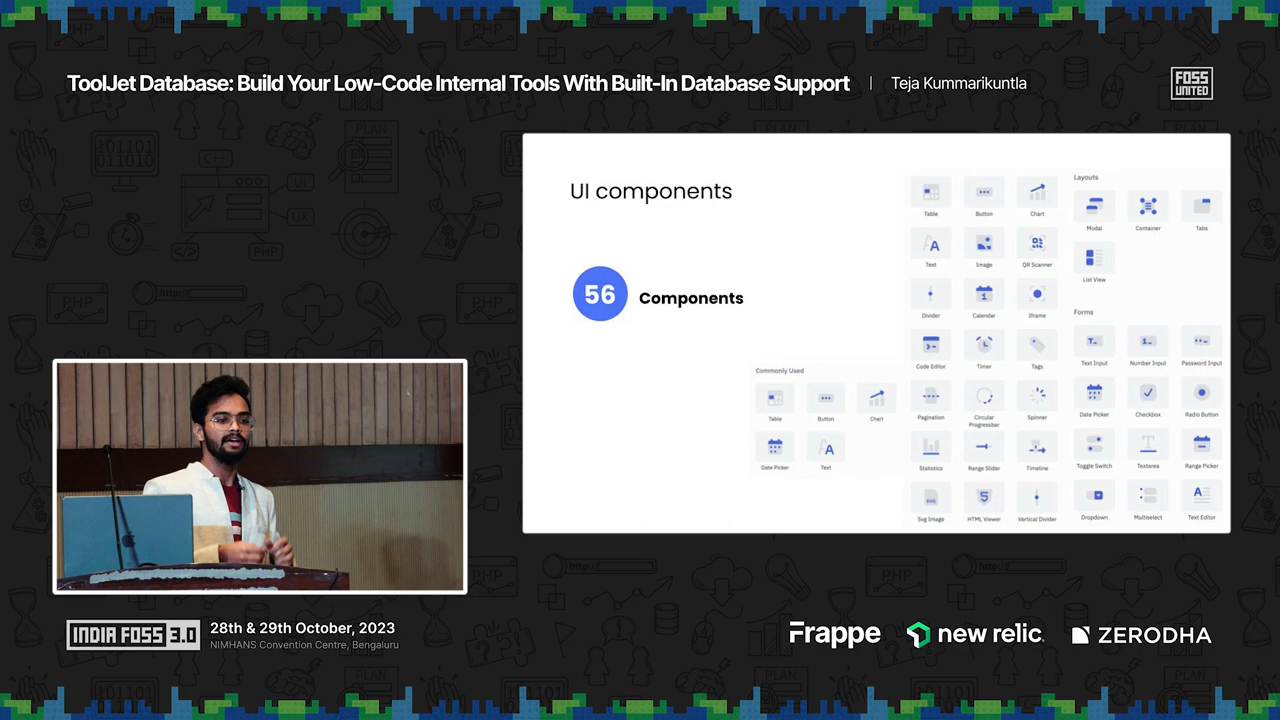 ToolJet Database: Build Your Low-Code Internal Tools With Built-In Database Support | Teja Kummarikuntla
FOSS
UNITED
UI components
56 Components
Commonly Used
Table Button Chart
Date Picker Text
Table Button Chart
Text Image QR Scanner
Divider Calendar Iframe
Code Editor Timer Tags
Pagination Circular Progressbar Spinner
Statistics Range Slider Timeline
Svg Image HTML Viewer Vertical Divider
Layouts
Modal Container Tabs
List View
Forms
Text Input Number Input Password Input
Date Picker Checkbox Radio Button
Toggle Switch Textarea Range Picker
Dropdown Multiselect Text Editor
INDIA FOSS 3.0
28th & 29th October, 2023
NIMHANS Convention Centre, Bengaluru
Frappe new relic ZERODHA